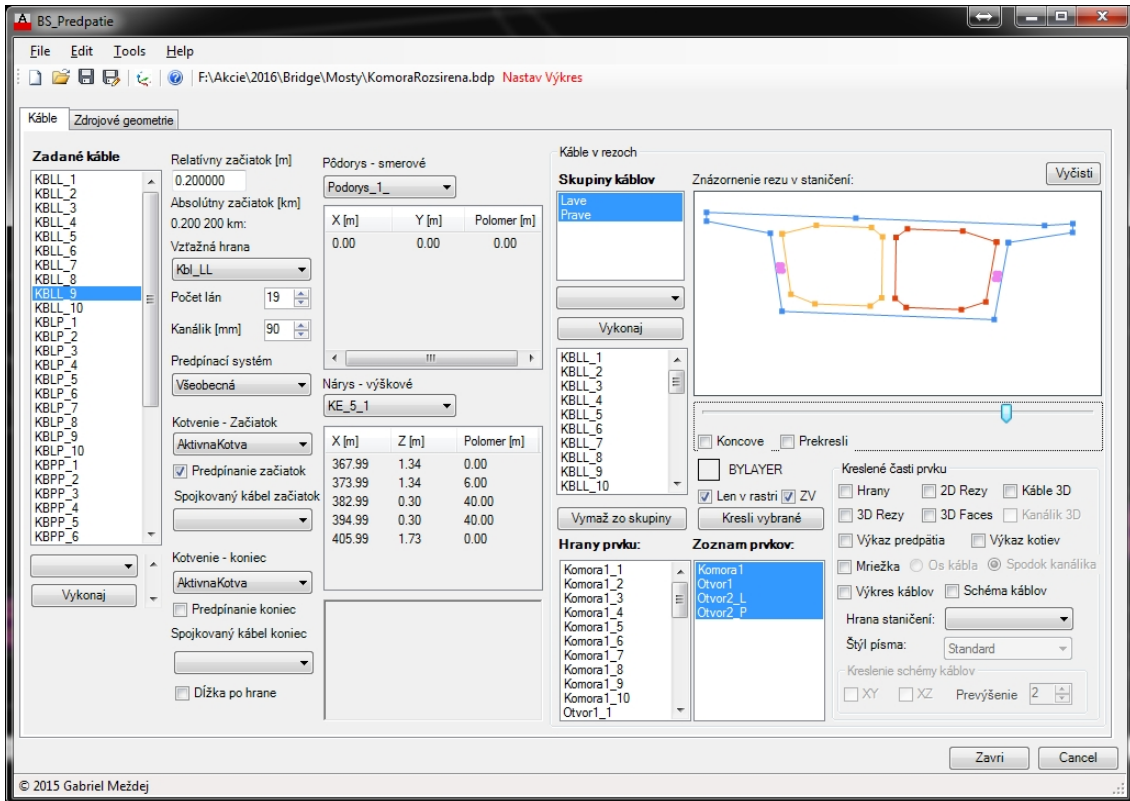 BS_Predpatie
File Edit Tools Help
F:\Akcie\2016\Bridge\Mosty\KomoraRozsirena.bdp Nastav Výkres
Káble Zdrojové geometrie
Zadané káble
KBLL_1
KBLL_2
KBLL_3
KBLL_4
KBLL_5
KBLL_6
KBLL_7
KBLL_8
KBLL_9
KBLL_10
KBLP_1
KBLP_2
KBLP_3
KBLP_4
KBLP_5
KBLP_6
KBLP_7
KBLP_8
KBLP_9
KBLP_10
KBPP_1
KBPP_2
KBPP_3
KBPP_4
KBPP_5
KBPP_6
Vykonaj
Relatívny začiatok [m]
0.200000
Absolútny začiatok [km]
0.200 200 km:
Vzťažná hrana
Kbl_LL
Počet lán 19
Kanálik [mm] 90
Predpínací systém
Všeobecná
Kotvenie - Začiatok
AktivnaKotva
Predpínanie začiatok
Spojkovaný kábel začiatok
Kotvenie - koniec
AktivnaKotva
Predpínanie koniec
Spojkovaný kábel koniec
Dĺžka po hrane
Pôdorys - smerové
Podorys_1_
X [m] Y [m] Polomer [m]
0.00 0.00 0.00
Nárys - výškové
KE_5_1
X [m] Z [m] Polomer [m]
367.99 1.34 0.00
373.99 1.34 6.00
382.99 0.30 40.00
394.99 0.30 40.00
405.99 1.73 0.00
Káble v rezoch
Skupiny káblov
Lave
Prave
Vykonaj
KBLL_1
KBLL_2
KBLL_3
KBLL_4
KBLL_5
KBLL_6
KBLL_7
KBLL_8
KBLL_9
KBLL_10
Vymaž zo skupiny
Hrany prvku:
Komora1_1
Komora1_2
Komora1_3
Komora1_4
Komora1_5
Komora1_6
Komora1_7
Komora1_8
Komora1_9
Komora1_10
Otvor1_1
Znázornenie rezu v staničení:
Vyčisti
Koncove Prekresli
BYLAYER
Len v rastri ZV
Kresli vybrané
Zoznam prvkov:
Komora1
Otvor1
Otvor2_L
Otvor2_P
Kreslené časti prvku
Hrany 2D Rezy Káble 3D
3D Rezy 3D Faces Kanálik 3D
Výkaz predpätia Výkaz kotiev
Mriežka Os kábla Spodok kanálika
Výkres káblov Schéma káblov
Hrana staničení:
Štýl písma: Standard
Kreslenie schémy káblov
XY XZ Prevýšenie 2
Zavri Cancel
© 2015 Gabriel Meždej